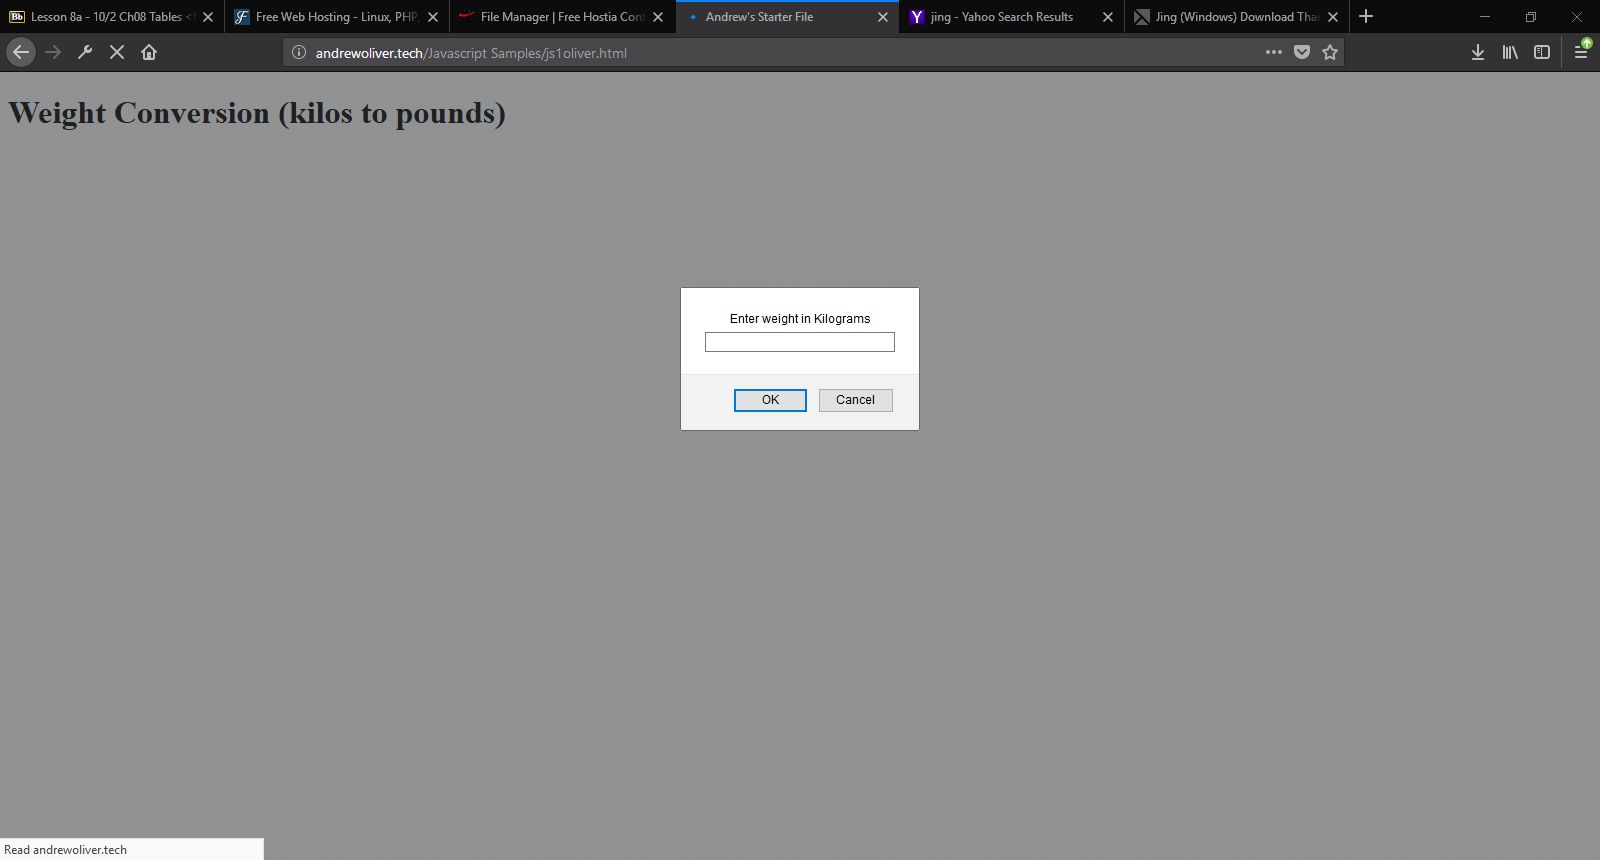 Lesson 8a - 10/2 Ch08 Tables
Free Web Hosting - Linux, PHP,
File Manager | Free Hostia Cont
Andrew's Starter File
jing - Yahoo Search Results
Jing (Windows) Download Than
andrewoliver.tech/Javascript Samples/js1oliver.html
Weight Conversion (kilos to pounds)
Enter weight in Kilograms
OK
Cancel
Read andrewoliver.tech